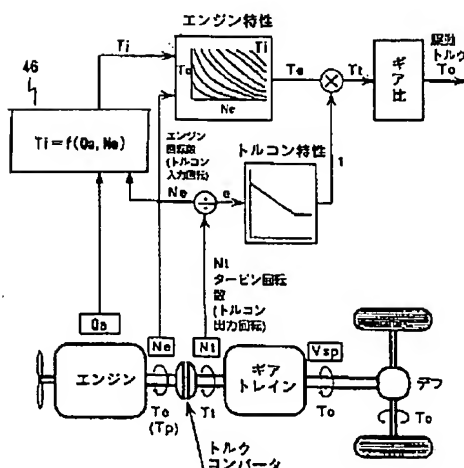 エンジン特性
46
Ti
Ti
Te
Ne
Te
Tt
ギア比
駆動
トルク
To
Ti=f(Qa,Ne)
エンジン
回転数
(トルコン
入力回転)
トルコン特性
t
Ne
e
Nt
タービン回転
数
(トルコン
出力回転)
Qa
Ne
Nt
Vsp
エンジン
ギア
トレイン
デフ
Te
(Tp)
Tt
To
To
トルク
コンバータ